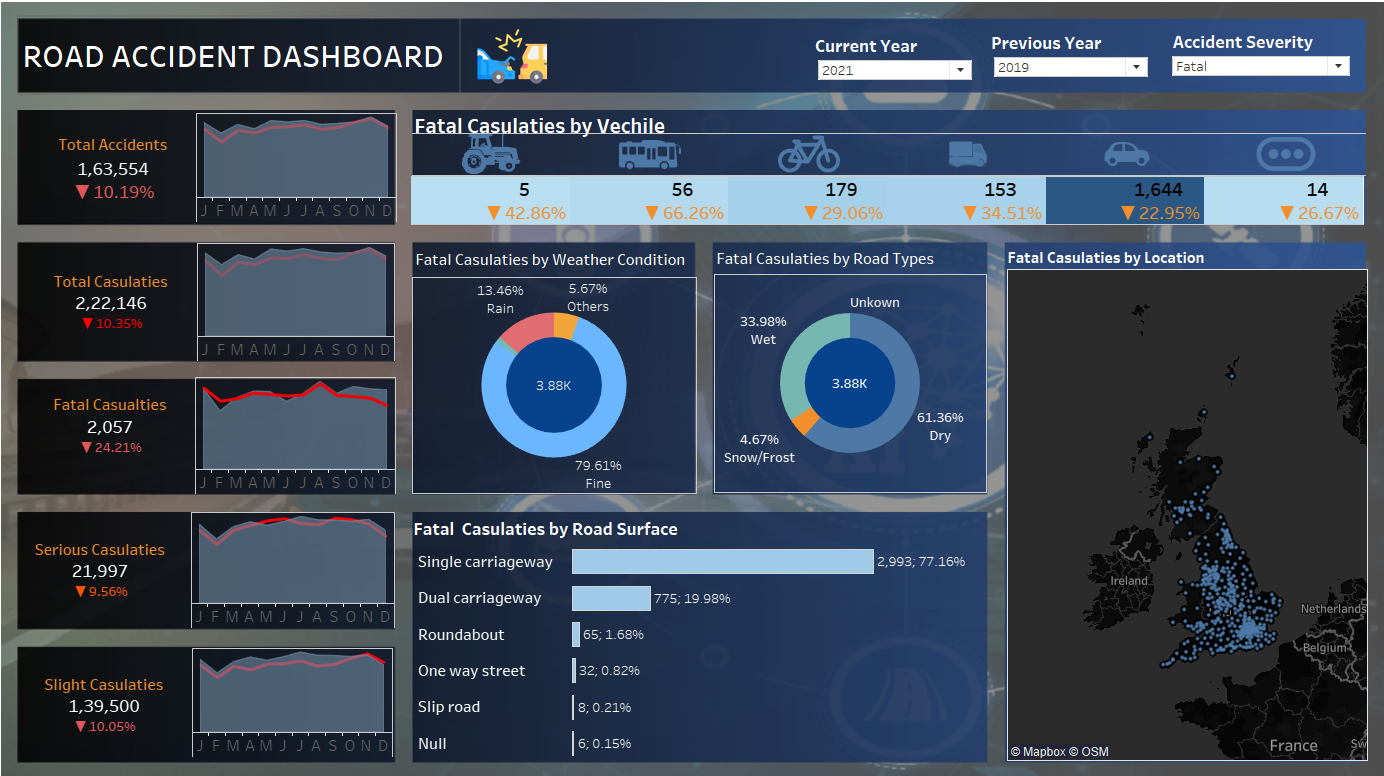 ROAD ACCIDENT DASHBOARD
Current Year
2021
Previous Year
2019
Accident Severity
Fatal
Total Accidents
1,63,554
▼ 10.19%
J F M A M J J A S O N D
Total Casulaties
2,22,146
▼ 10.35%
J F M A M J J A S O N D
Fatal Casualties
2,057
▼ 24.21%
J F M A M J J A S O N D
Serious Casulaties
21,997
▼ 9.56%
J F M A M J J A S O N D
Slight Casulaties
1,39,500
▼ 10.05%
J F M A M J J A S O N D
Fatal Casulaties by Vechile
5 56 179 153 1,644 14
▼ 42.86% ▼ 66.26% ▼ 29.06% ▼ 34.51% ▼ 22.95% ▼ 26.67%
Fatal Casulaties by Weather Condition
13.46%
Rain
5.67%
Others
3.88K
79.61%
Fine
Fatal Casulaties by Road Types
Unkown
33.98%
Wet
3.88K
61.36%
Dry
4.67%
Snow/Frost
Fatal  Casulaties by Road Surface
Single carriageway 2,993; 77.16%
Dual carriageway 775; 19.98%
Roundabout 65; 1.68%
One way street 32; 0.82%
Slip road 8; 0.21%
Null 6; 0.15%
Fatal Casulaties by Location
Ireland
Netherlands
Belgium
France
Sw
© Mapbox © OSM